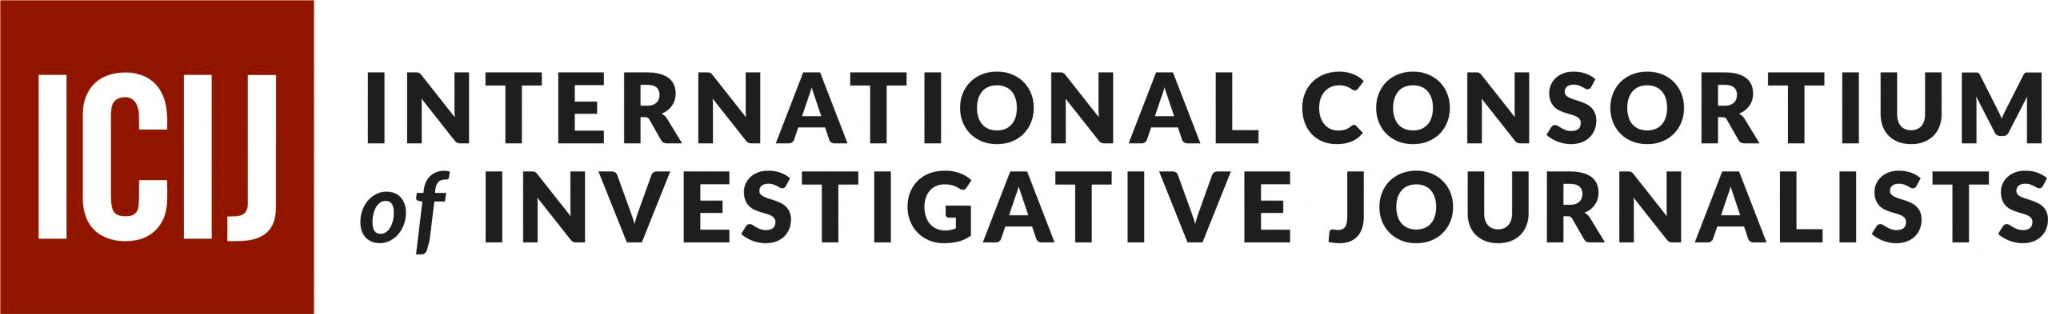 ICIJ
INTERNATIONAL CONSORTIUM
of INVESTIGATIVE JOURNALISTS